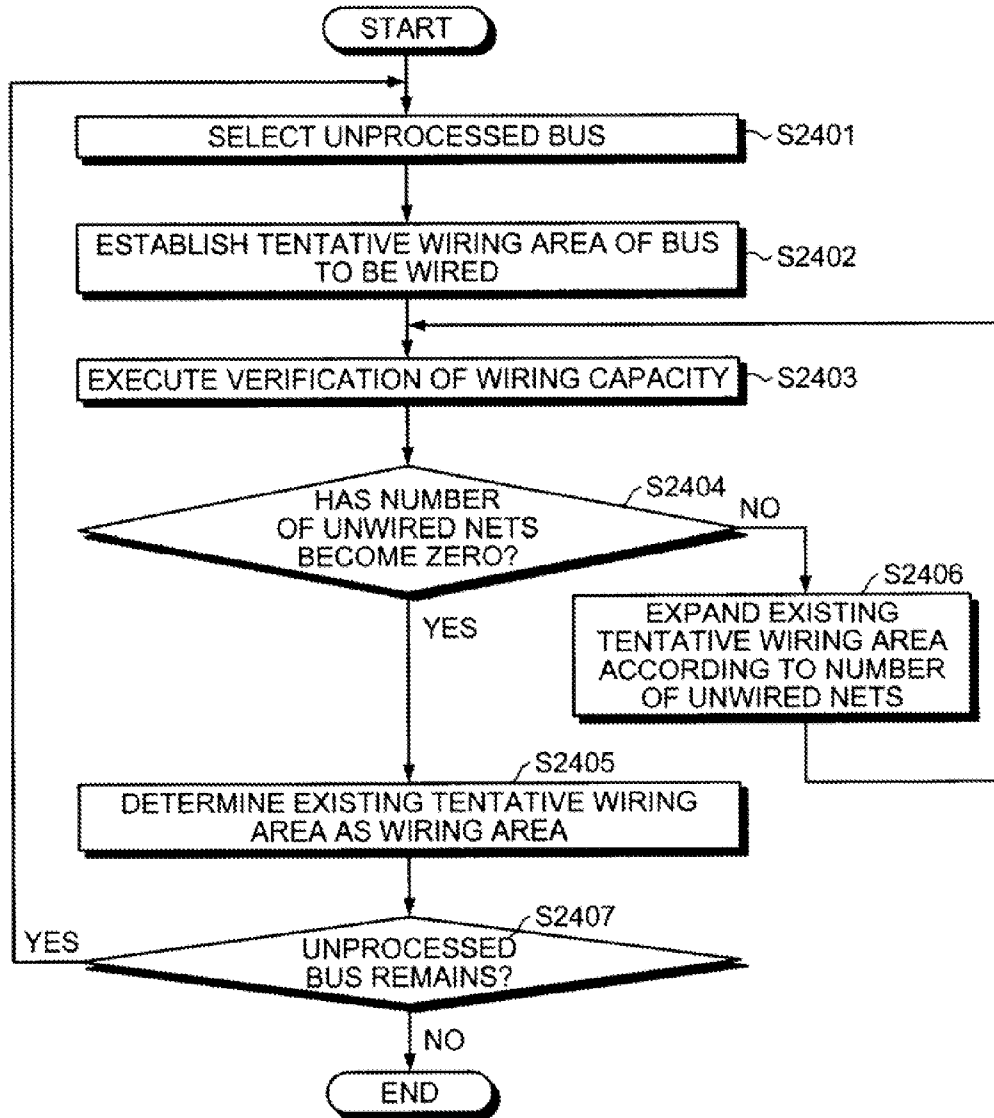 START
SELECT UNPROCESSED BUS
S2401
ESTABLISH TENTATIVE WIRING AREA OF BUS
TO BE WIRED
S2402
EXECUTE VERIFICATION OF WIRING CAPACITY
S2403
HAS NUMBER
OF UNWIRED NETS
BECOME ZERO?
S2404
NO
YES
S2406
EXPAND EXISTING
TENTATIVE WIRING AREA
ACCORDING TO NUMBER
OF UNWIRED NETS
S2405
DETERMINE EXISTING TENTATIVE WIRING
AREA AS WIRING AREA
S2407
YES
UNPROCESSED
BUS REMAINS?
NO
END